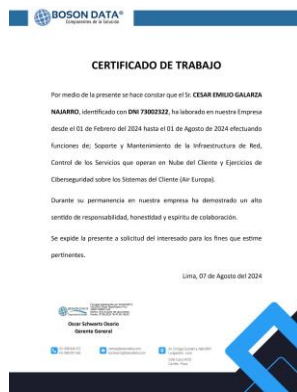 BOSON DATA®
Componentes de la Solución
CERTIFICADO DE TRABAJO
Por medio de la presente se hace constar que el Sr. CESAR EMILIO GALARZA
NAJARRO, identificado con DNI 73002322, ha laborado en nuestra Empresa
desde el 01 de Febrero del 2024 hasta el 01 de Agosto de 2024 efectuando
funciones de; Soporte y Mantenimiento de la Infraestructura de Red,
Control de los Servicios que operan en Nube del Cliente y Ejercicios de
Ciberseguridad sobre los Sistemas del Cliente (Air Europa).
Durante su permanencia en nuestra empresa ha demostrado un alto
sentido de responsabilidad, honestidad y espíritu de colaboración.
Se expide la presente a solicitud del interesado para los fines que estime
pertinentes.
Lima, 07 de Agosto del 2024
Oscar Schwartz Osorio
Gerente General